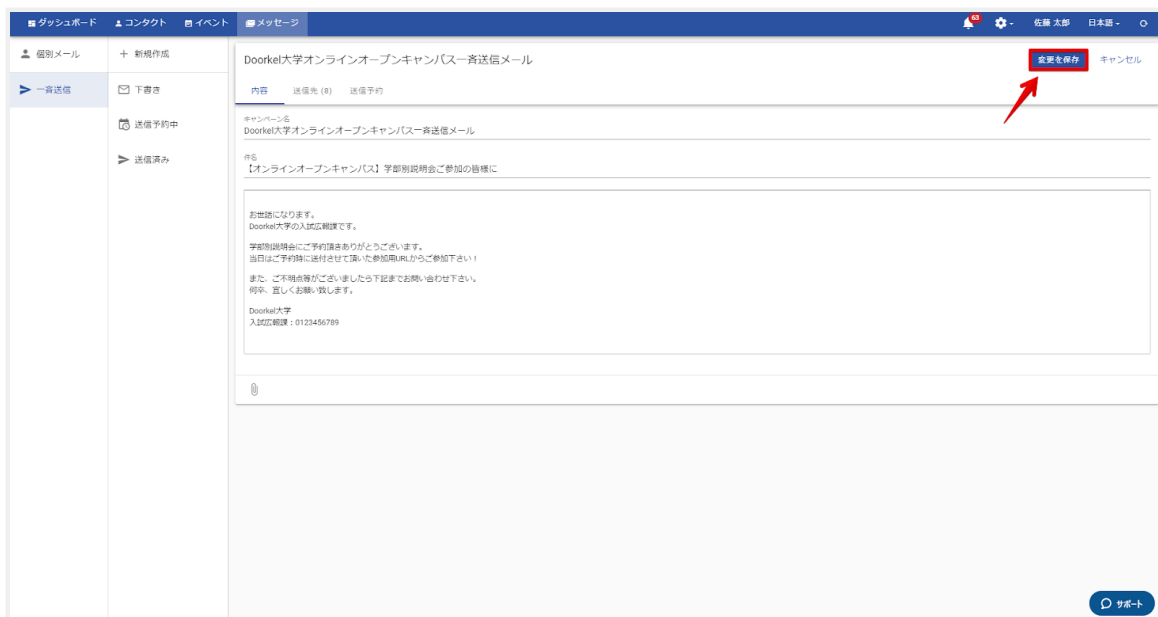 ダッシュボード コンタクト イベント メッセージ 63 佐藤 太郎 日本語
個別メール
一斉送信
新規作成
下書き
送信予約中
送信済み
Doorkel大学オンラインオープンキャンパス一斉送信メール 変更を保存 キャンセル
内容 送信先 (8) 送信予約
キャンペーン名
Doorkel大学オンラインオープンキャンパス一斉送信メール
件名
【オンラインオープンキャンパス】学部別説明会ご参加の皆様に
お世話になります。
Doorkel大学の入試広報課です。
学部別説明会にご予約頂きありがとうございます。
当日はご予約時に送付させて頂いた参加用URLからご参加下さい！
また、ご不明点等がございましたら下記までお問い合わせ下さい。
何卒、宜しくお願い致します。
Doorkel大学
入試広報課：0123456789
サポート